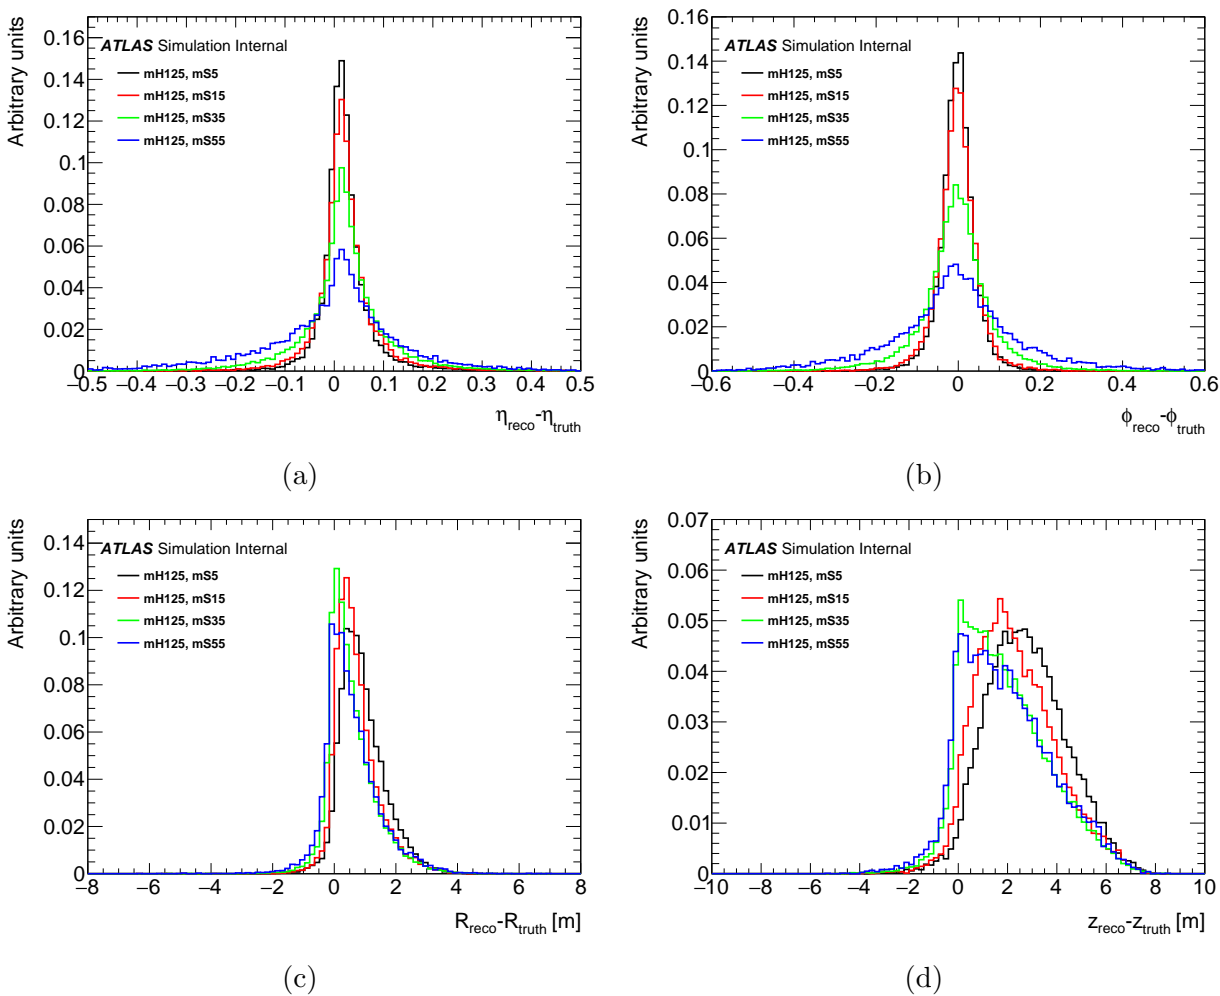 Arbitrary units
0.16
0.14
0.12
0.1
0.08
0.06
0.04
0.02
0
ATLAS Simulation Internal
mH125, mS5
mH125, mS15
mH125, mS35
mH125, mS55
−0.5 −0.4 −0.3 −0.2 −0.1 0 0.1 0.2 0.3 0.4 0.5
ηreco-ηtruth
(a)
Arbitrary units
0.16
0.14
0.12
0.1
0.08
0.06
0.04
0.02
0
ATLAS Simulation Internal
mH125, mS5
mH125, mS15
mH125, mS35
mH125, mS55
−0.6 −0.4 −0.2 0 0.2 0.4 0.6
ϕreco-ϕtruth
(b)
Arbitrary units
0.14
0.12
0.1
0.08
0.06
0.04
0.02
0
ATLAS Simulation Internal
mH125, mS5
mH125, mS15
mH125, mS35
mH125, mS55
−8 −6 −4 −2 0 2 4 6 8
Rreco-Rtruth [m]
(c)
Arbitrary units
0.07
0.06
0.05
0.04
0.03
0.02
0.01
0
ATLAS Simulation Internal
mH125, mS5
mH125, mS15
mH125, mS35
mH125, mS55
−10 −8 −6 −4 −2 0 2 4 6 8 10
zreco-ztruth [m]
(d)